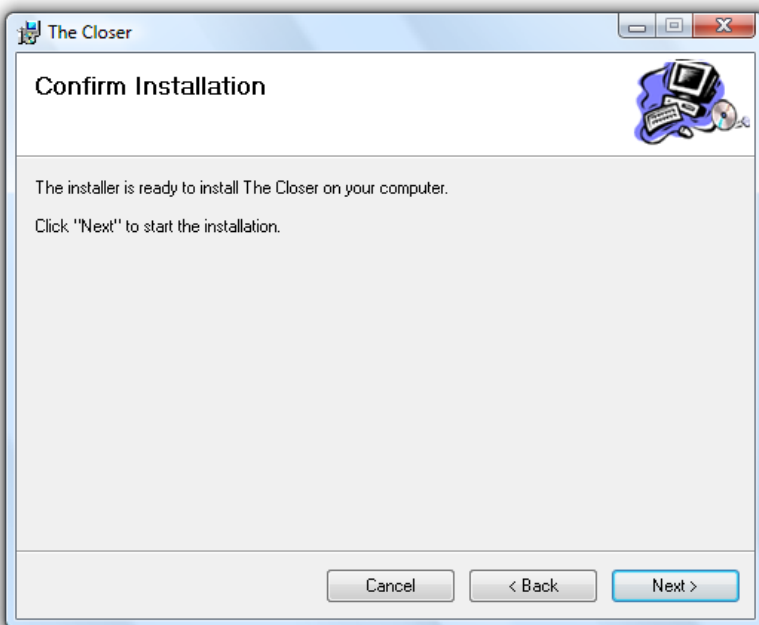 The Closer
Confirm Installation
The installer is ready to install The Closer on your computer.
Click "Next" to start the installation.
Cancel
< Back
Next >